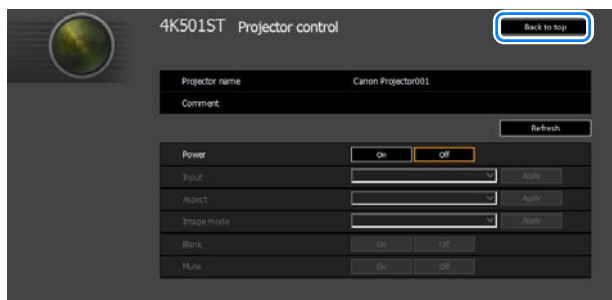 4K501ST Projector control
Back to top
Projector name Canon Projector001
Comment
Refresh
Power On Off
Input Apply
Aspect Apply
Image mode Apply
Blank On Off
Mute On Off